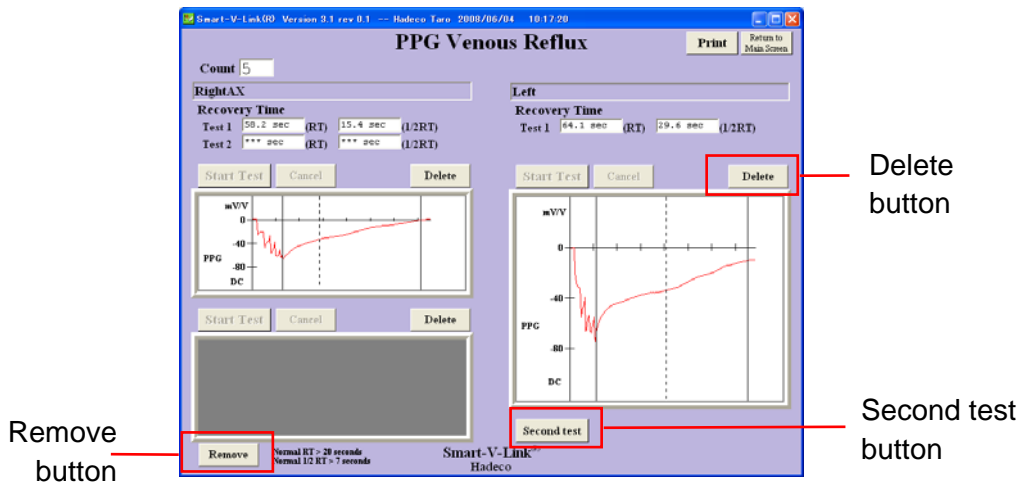 Smart-V-Link(R) Version 3.1 rev 0.1 -- Hadeco Taro 2008/06/04 10:17:20
PPG Venous Reflux
Print
Return to
Main Screen
Count 5
RightAX
Recovery Time
Test 1 58.2 sec (RT) 15.4 sec (1/2RT)
Test 2 *** sec (RT) *** sec (1/2RT)
Start Test Cancel Delete
mV/V
0
-40
PPG
-80
DC
Start Test Cancel Delete
Remove
Normal RT > 20 seconds
Normal 1/2 RT > 7 seconds
Left
Recovery Time
Test 1 64.1 sec (RT) 29.6 sec (1/2RT)
Start Test Cancel Delete
mV/V
0
-40
PPG
-80
DC
Second test
Smart-V-Link(R)
Hadeco
Delete
button
Second test
button
Remove
button